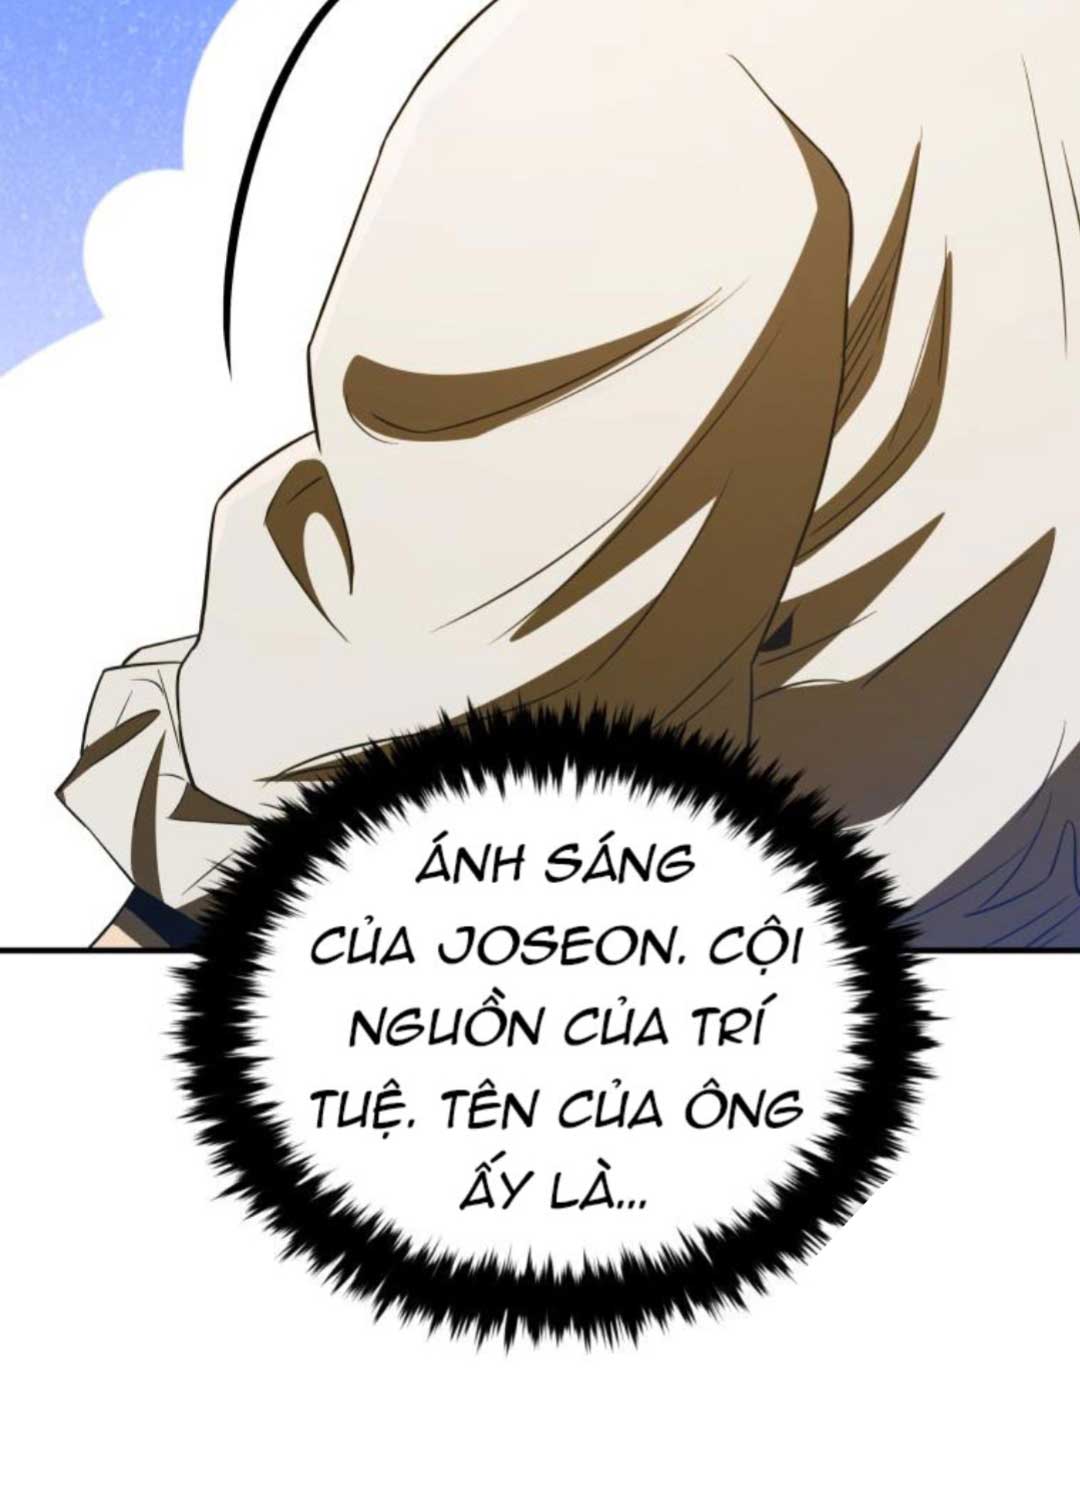 ÁNH SÁNG
CỦA JOSEON. CỘI
NGUỒN CỦA TRÍ
TUỆ. TÊN CỦA ÔNG
ẤY LÀ...